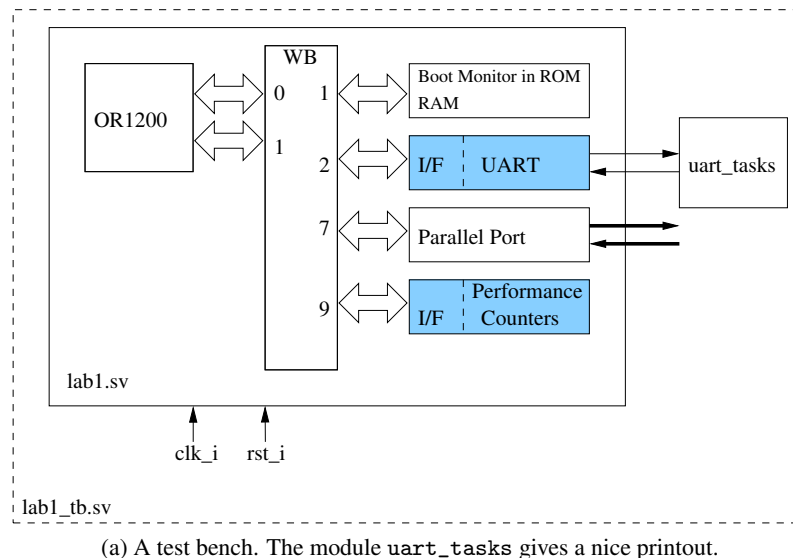 WB
OR1200
0
1
1
2
7
9
Boot Monitor in ROM
RAM
I/F
UART
Parallel Port
I/F
Performance
Counters
uart_tasks
lab1.sv
clk_i
rst_i
lab1_tb.sv
(a) A test bench. The module uart_tasks gives a nice printout.